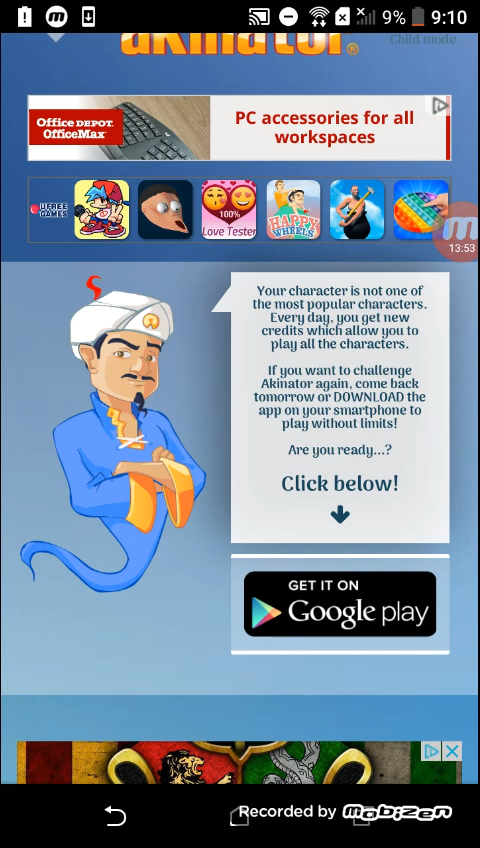 9% 9:10
akinator®
Child mode
Office DEPOT
OfficeMax
PC accessories for all
workspaces
UFREE
GAMES
100%
Love Tester
HAPPY
WHEELS
13:53
Your character is not one of
the most popular characters.
Every day, you get new
credits which allow you to
play all the characters.
If you want to challenge
Akinator again, come back
tomorrow or DOWNLOAD the
app on your smartphone to
play without limits!
Are you ready...?
Click below!
GET IT ON
Google play
Recorded by mobizen